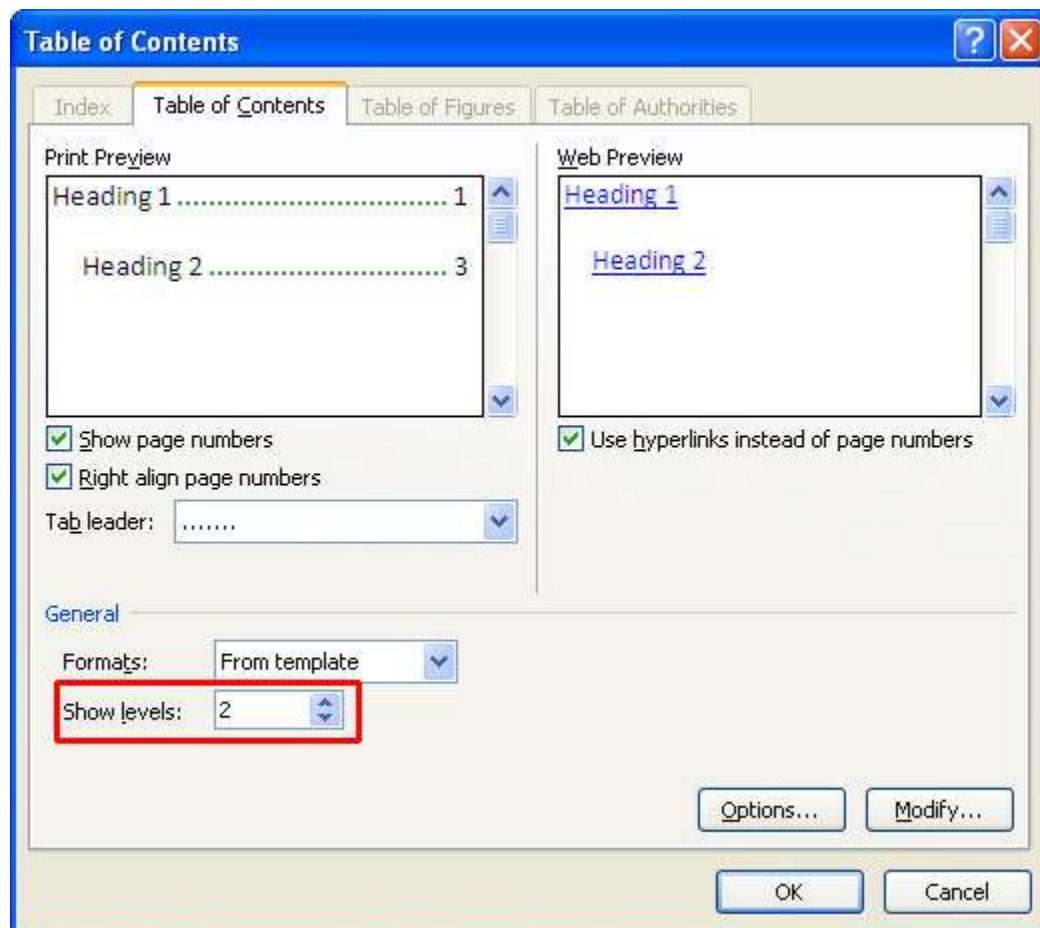 Table of Contents
Index Table of Contents Table of Figures Table of Authorities
Print Preview
Heading 1 ................................. 1
Heading 2 ............................. 3
Show page numbers
Right align page numbers
Tab leader: .......
Web Preview
Heading 1
Heading 2
Use hyperlinks instead of page numbers
General
Formats: From template
Show levels: 2
Options... Modify...
OK Cancel